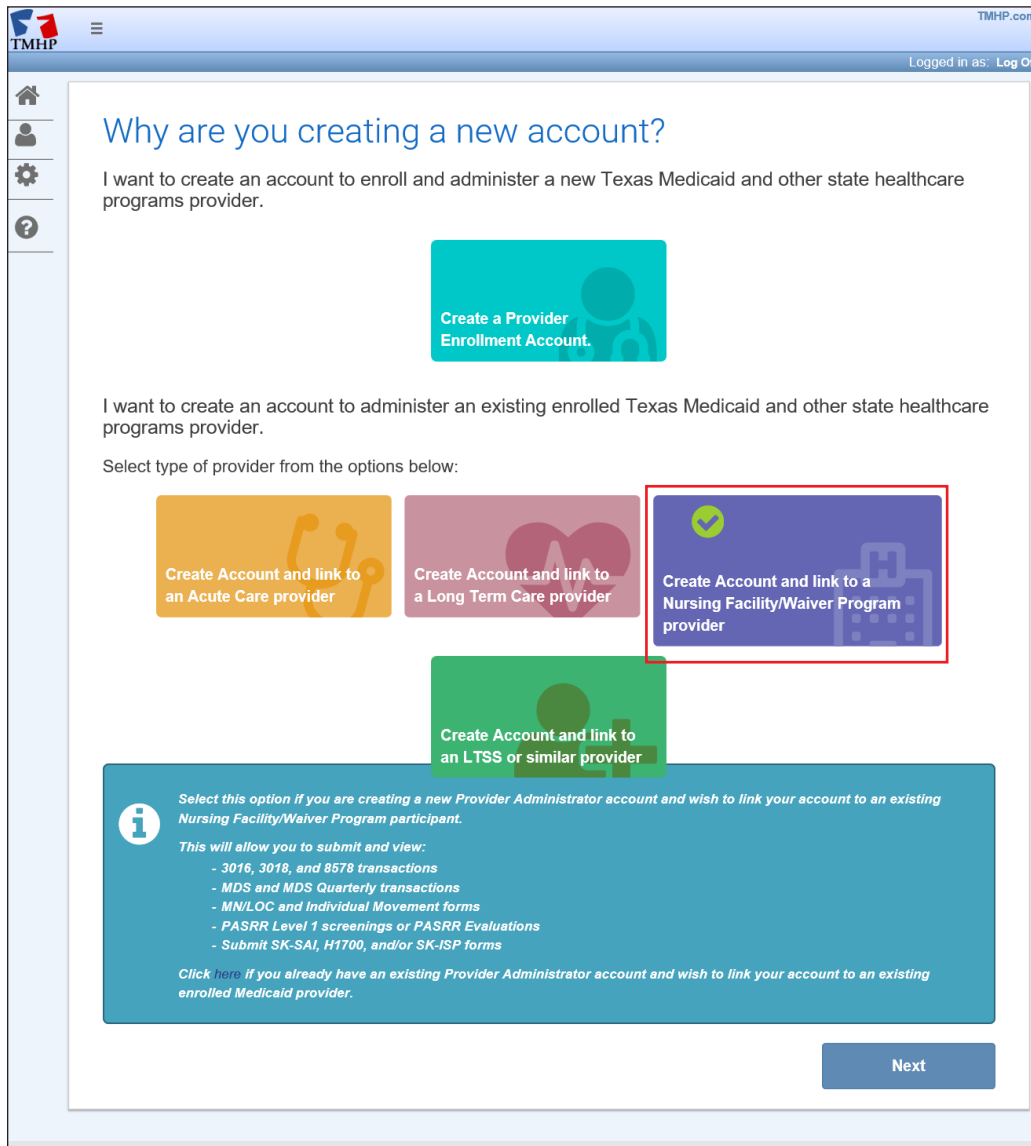 TMHP.com
TMHP
Logged in as: Log O
Why are you creating a new account?
I want to create an account to enroll and administer a new Texas Medicaid and other state healthcare
programs provider.
Create a Provider
Enrollment Account.
I want to create an account to administer an existing enrolled Texas Medicaid and other state healthcare
programs provider.
Select type of provider from the options below:
Create Account and link to
an Acute Care provider
Create Account and link to
a Long Term Care provider
Create Account and link to a
Nursing Facility/Waiver Program
provider
Create Account and link to
an LTSS or similar provider
Select this option if you are creating a new Provider Administrator account and wish to link your account to an existing
Nursing Facility/Waiver Program participant.
This will allow you to submit and view:
- 3016, 3018, and 8578 transactions
- MDS and MDS Quarterly transactions
- MN/LOC and Individual Movement forms
- PASRR Level 1 screenings or PASRR Evaluations
- Submit SK-SAI, H1700, and/or SK-ISP forms
Click here if you already have an existing Provider Administrator account and wish to link your account to an existing
enrolled Medicaid provider.
Next